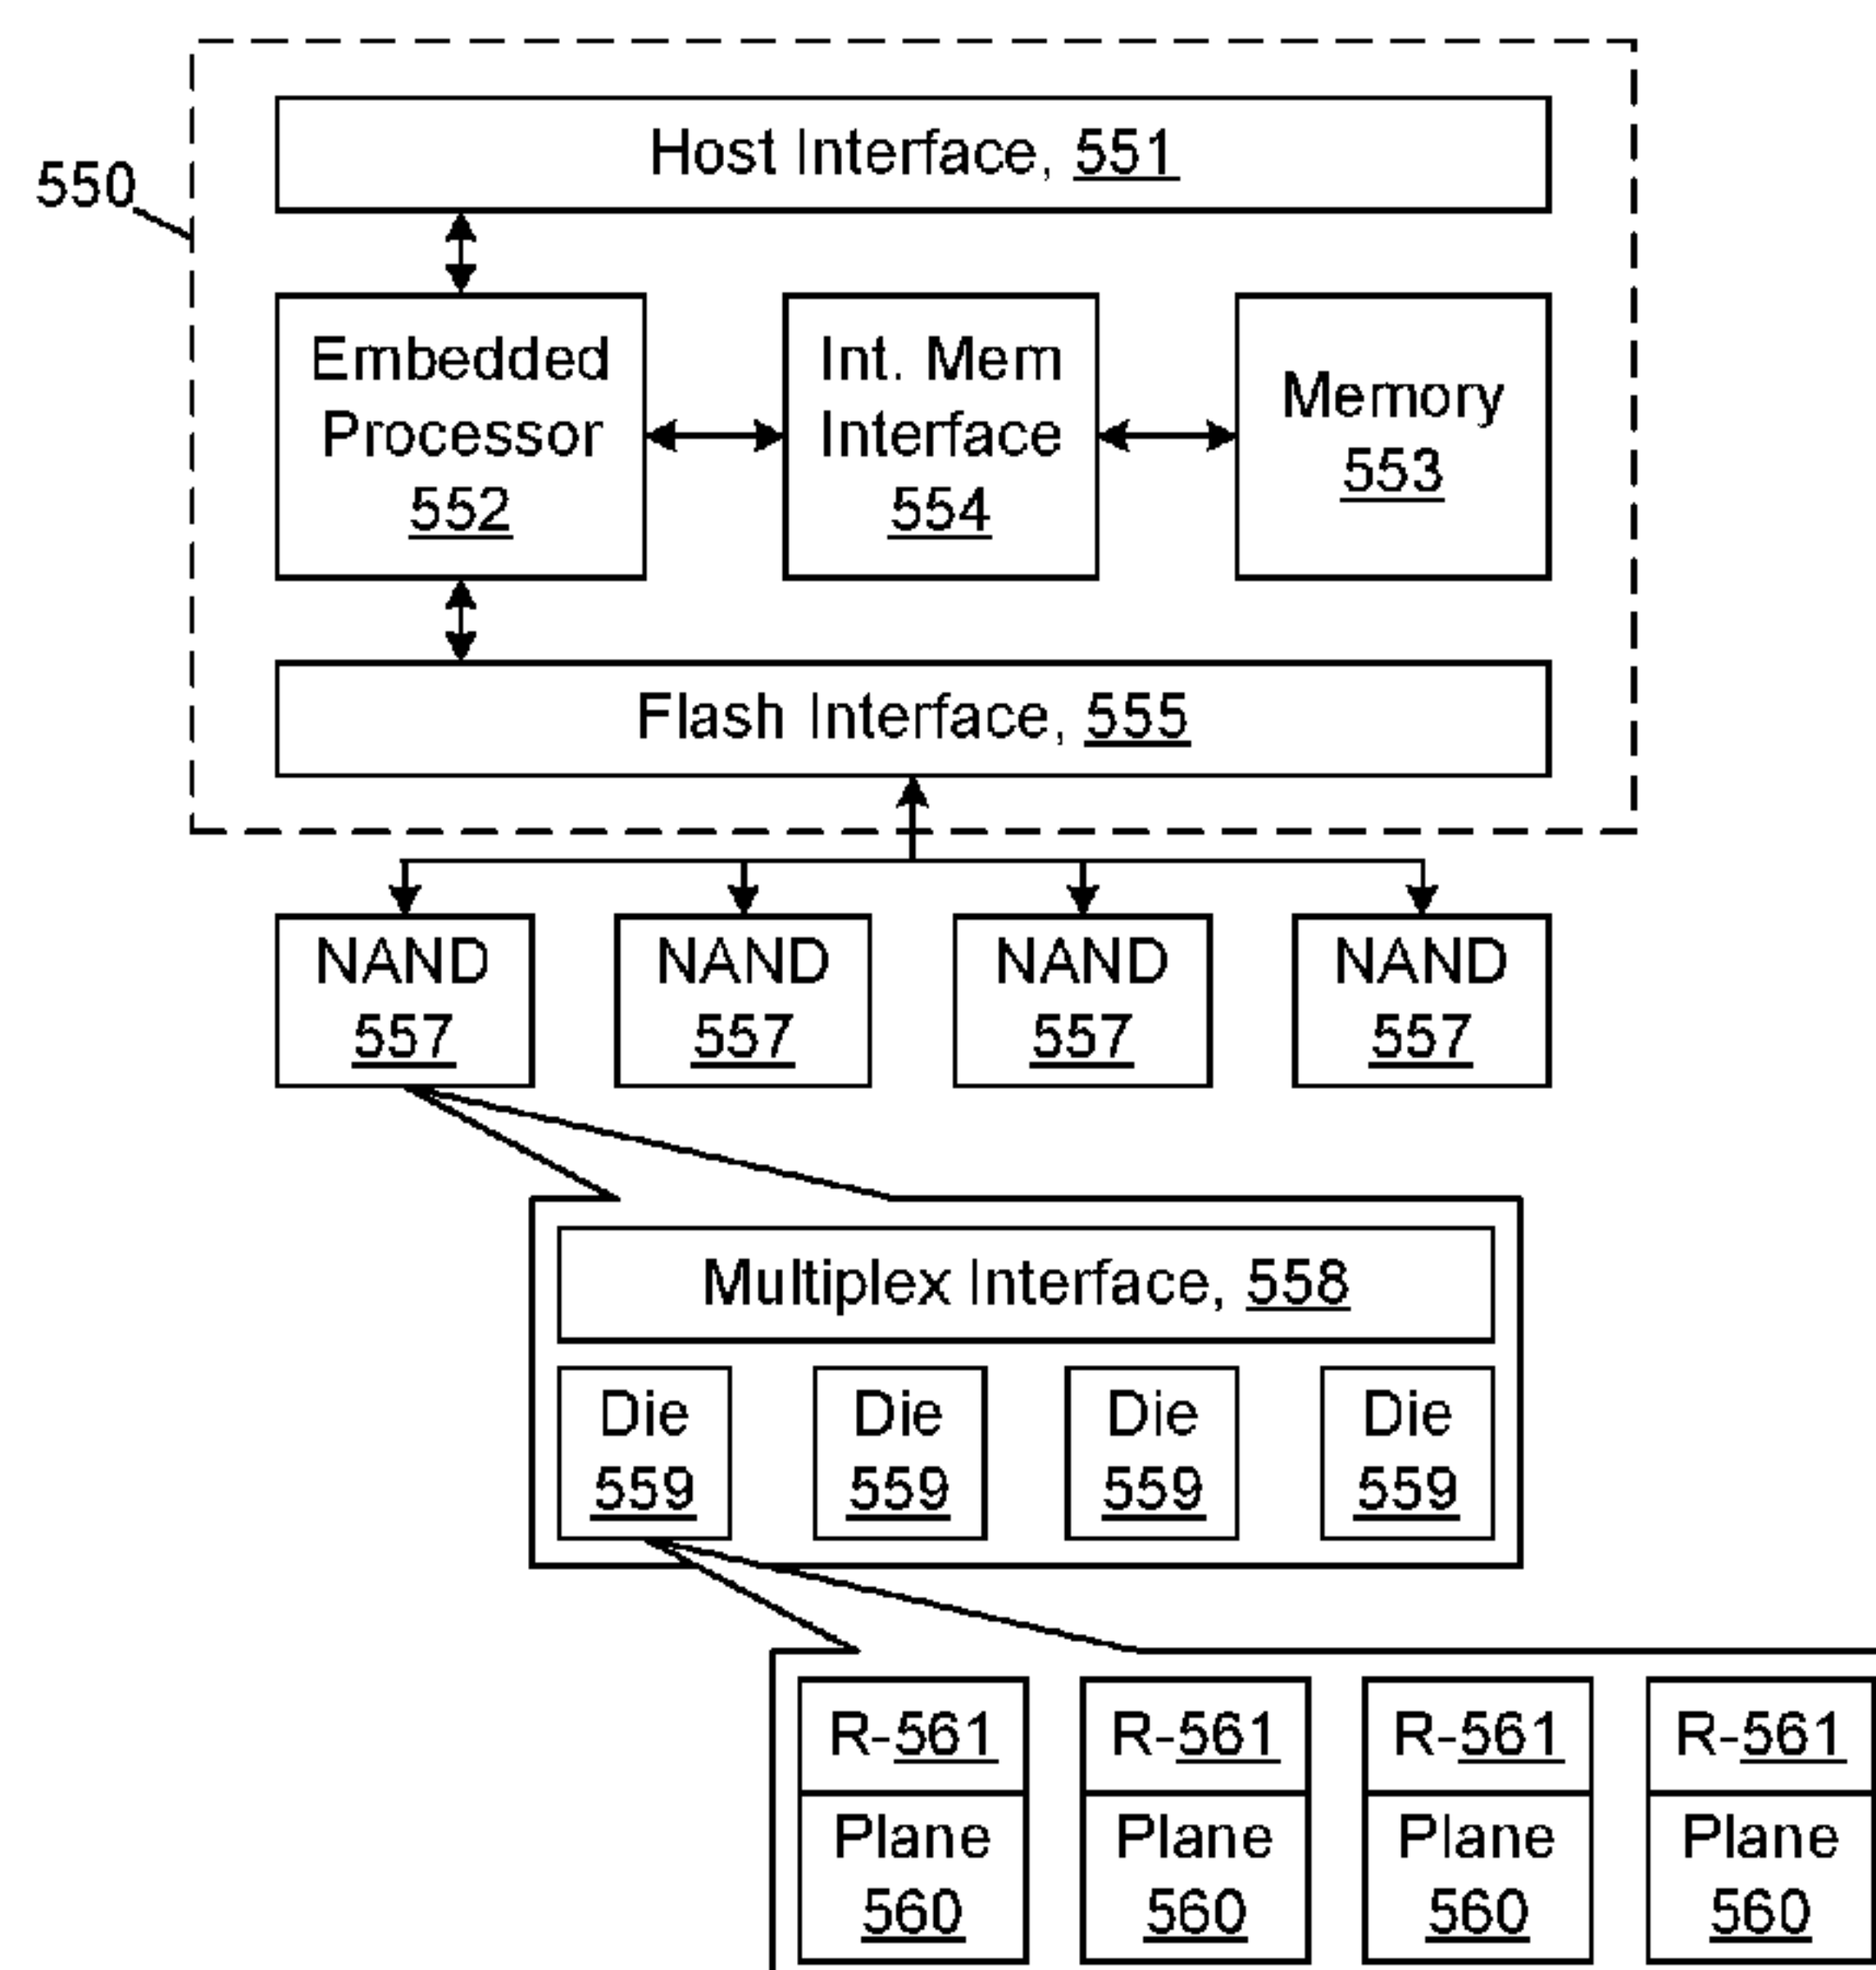 550
Host Interface, 551
Embedded
Processor
552
Int. Mem
Interface
554
Memory
553
Flash Interface, 555
NAND
557
NAND
557
NAND
557
NAND
557
Multiplex Interface, 558
Die
559
Die
559
Die
559
Die
559
R-561
Plane
560
R-561
Plane
560
R-561
Plane
560
R-561
Plane
560